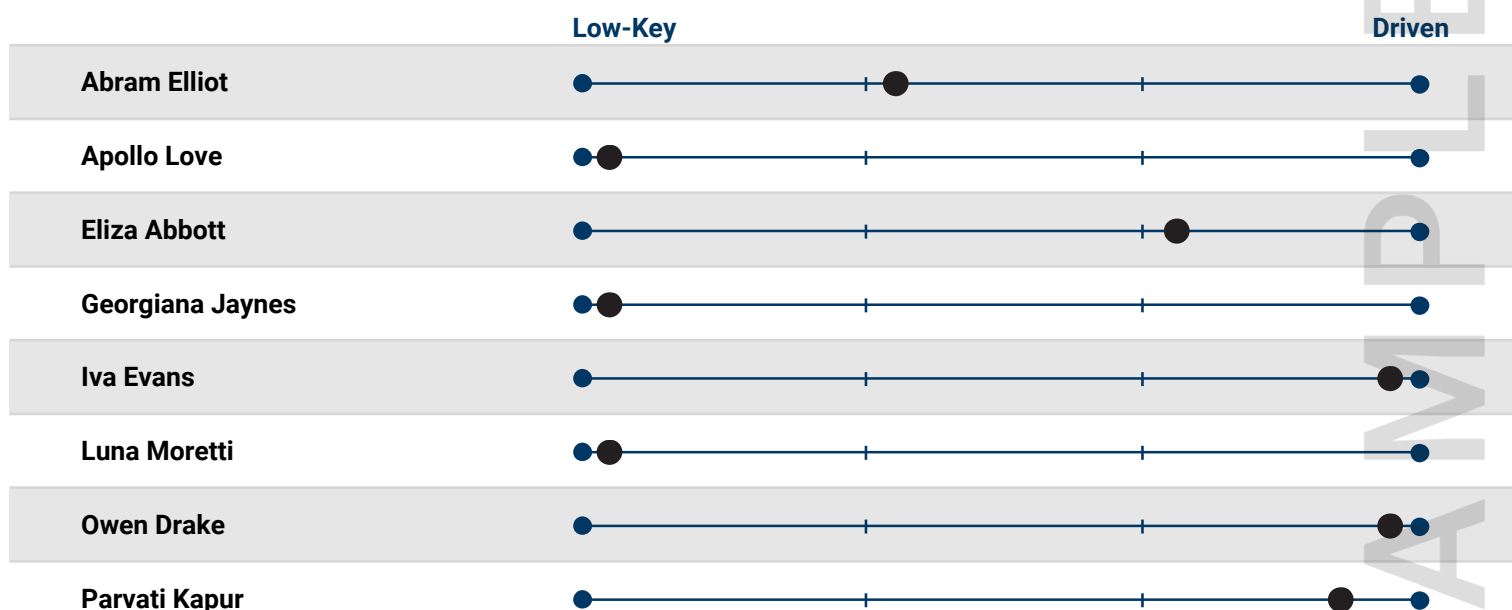 Low-Key Driven
Abram Elliot
Apollo Love
Eliza Abbott
Georgiana Jaynes
Iva Evans
Luna Moretti
Owen Drake
Parvati Kapur
A M P L E